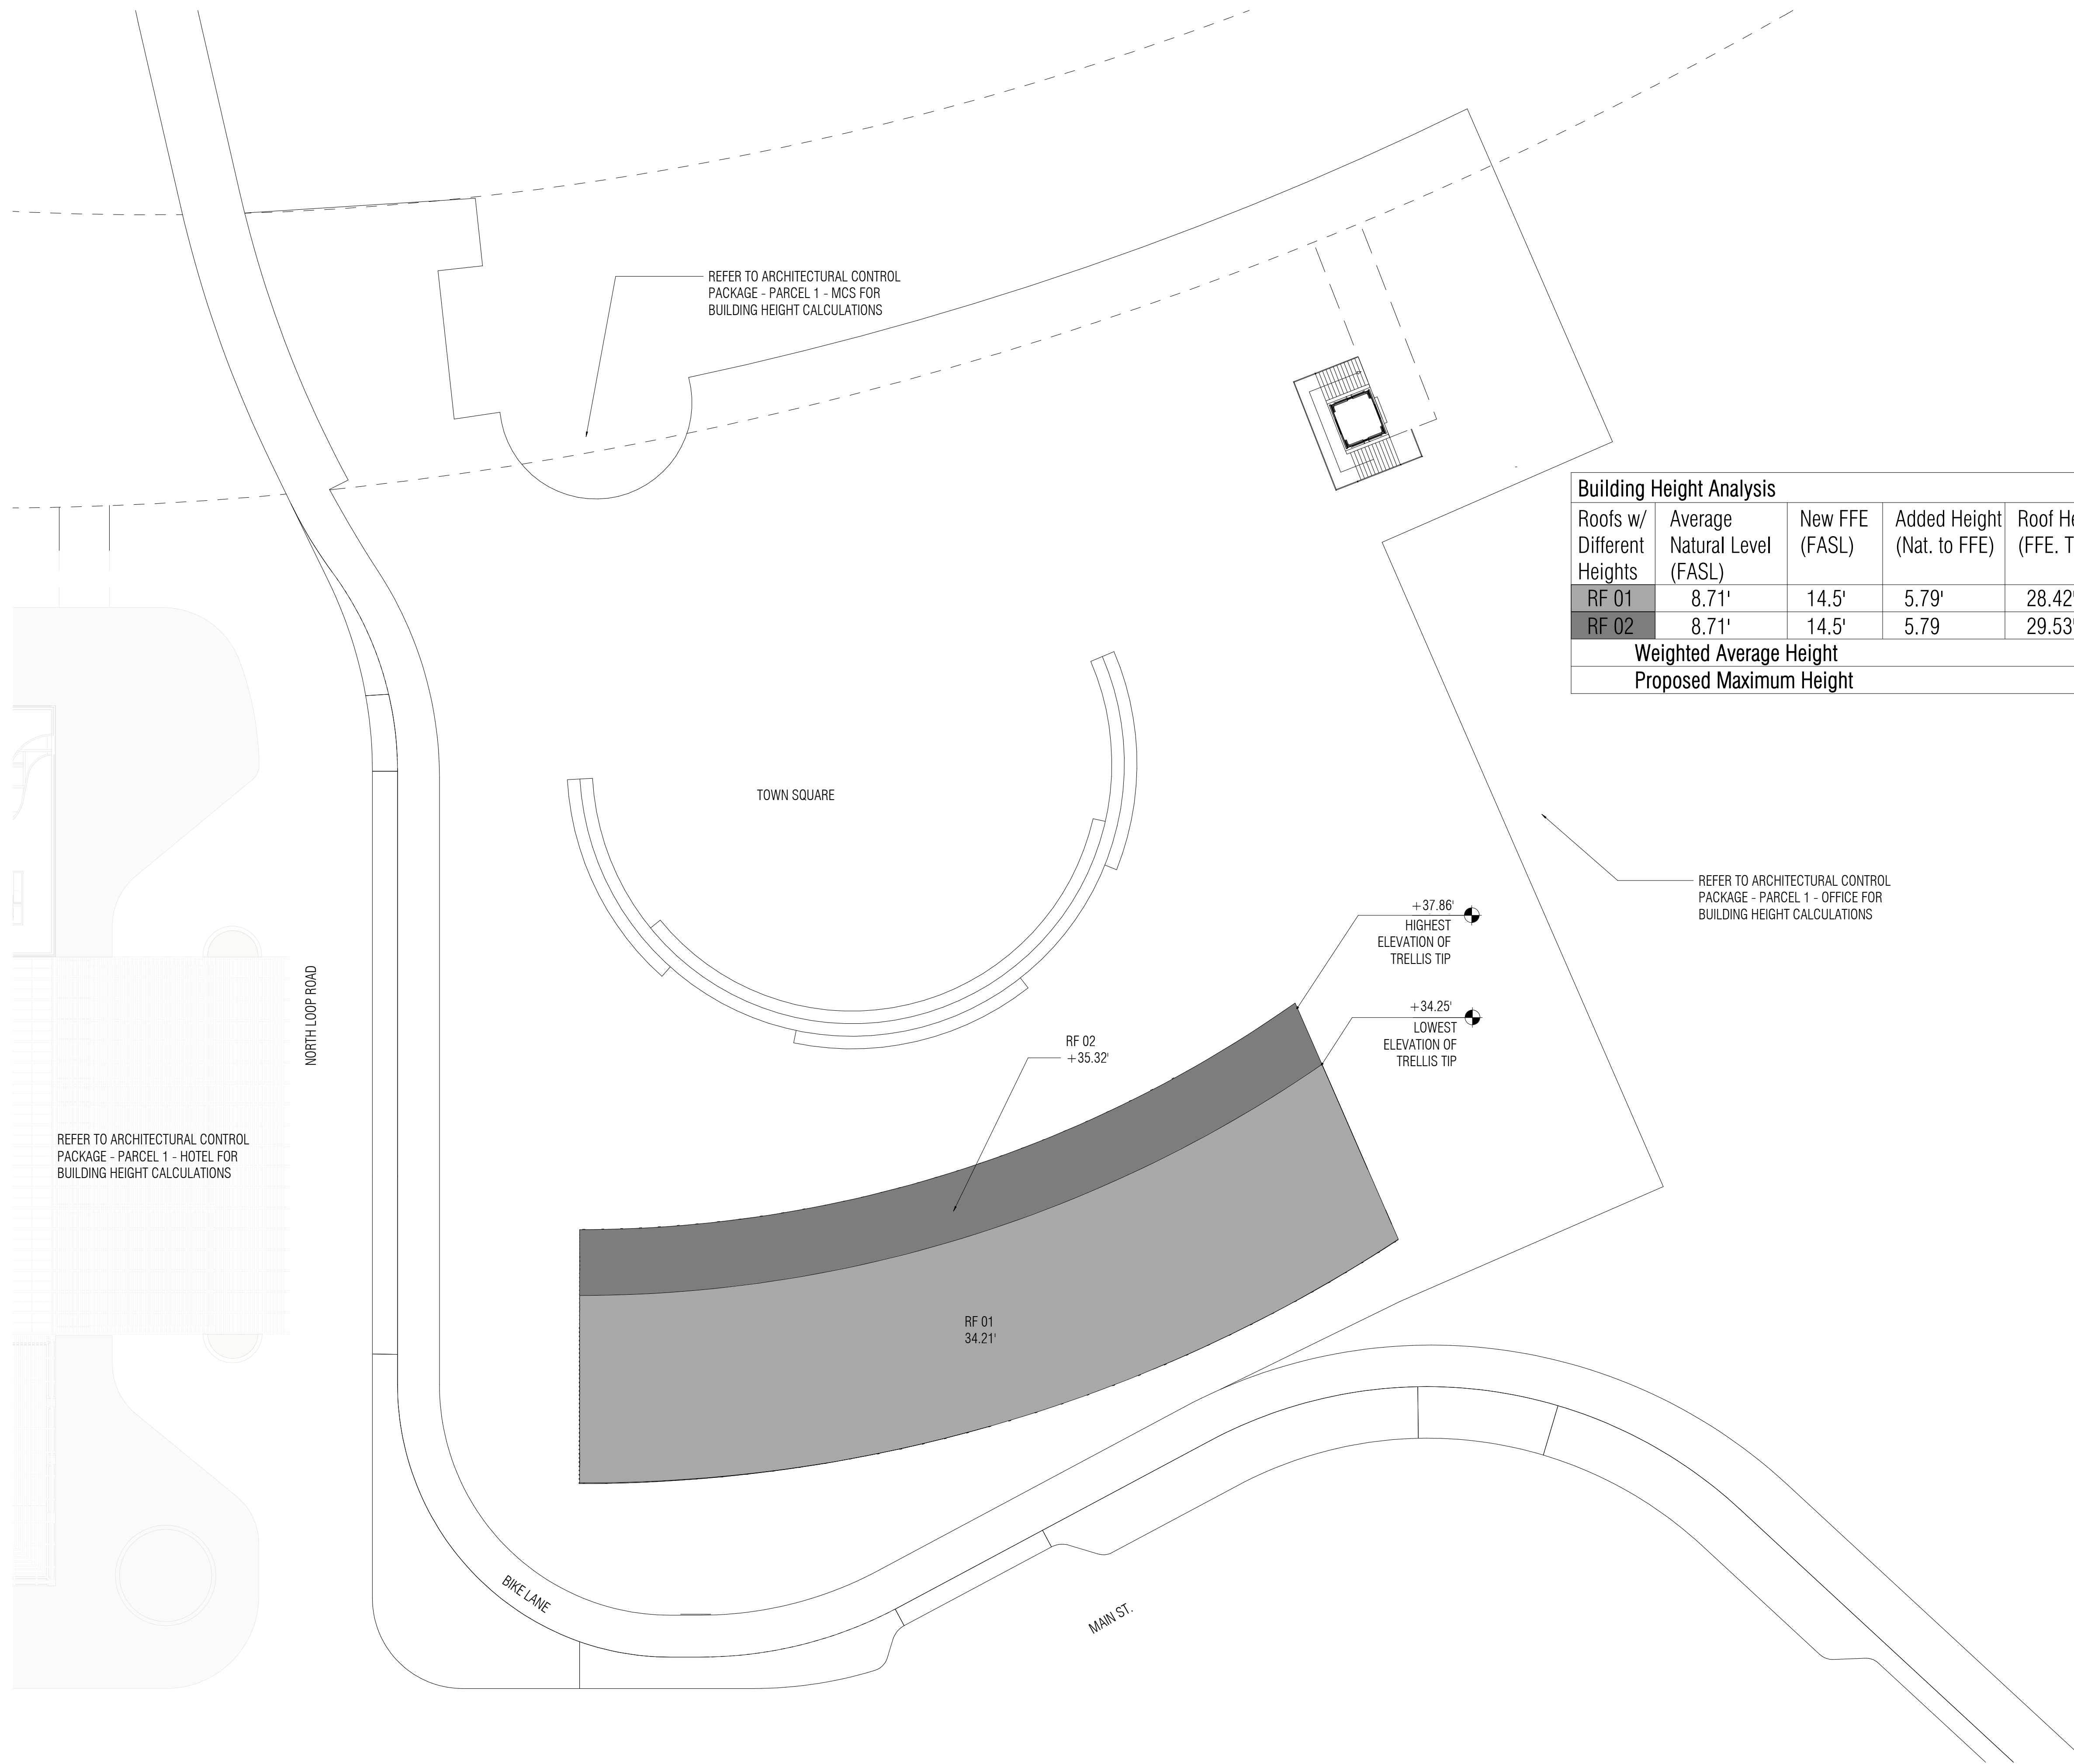 REFER TO ARCHITECTURAL CONTROL
PACKAGE - PARCEL 1 - MCS FOR
BUILDING HEIGHT CALCULATIONS
Building Height Analysis
Roofs w/ Different Heights
Average Natural Level (FASL)
New FFE (FASL)
Added Height (Nat. to FFE)
Roof He
(FFE. T
RF 01 8.71' 14.5' 5.79' 28.42'
RF 02 8.71' 14.5' 5.79 29.53'
Weighted Average Height
Proposed Maximum Height
TOWN SQUARE
REFER TO ARCHITECTURAL CONTROL
PACKAGE - PARCEL 1 - OFFICE FOR
BUILDING HEIGHT CALCULATIONS
+37.86'
HIGHEST
ELEVATION OF
TRELLIS TIP
+34.25'
LOWEST
ELEVATION OF
TRELLIS TIP
NORTH LOOP ROAD
RF 02
+35.32'
REFER TO ARCHITECTURAL CONTROL
PACKAGE - PARCEL 1 - HOTEL FOR
BUILDING HEIGHT CALCULATIONS
RF 01
34.21'
BIKE LANE
MAIN ST.